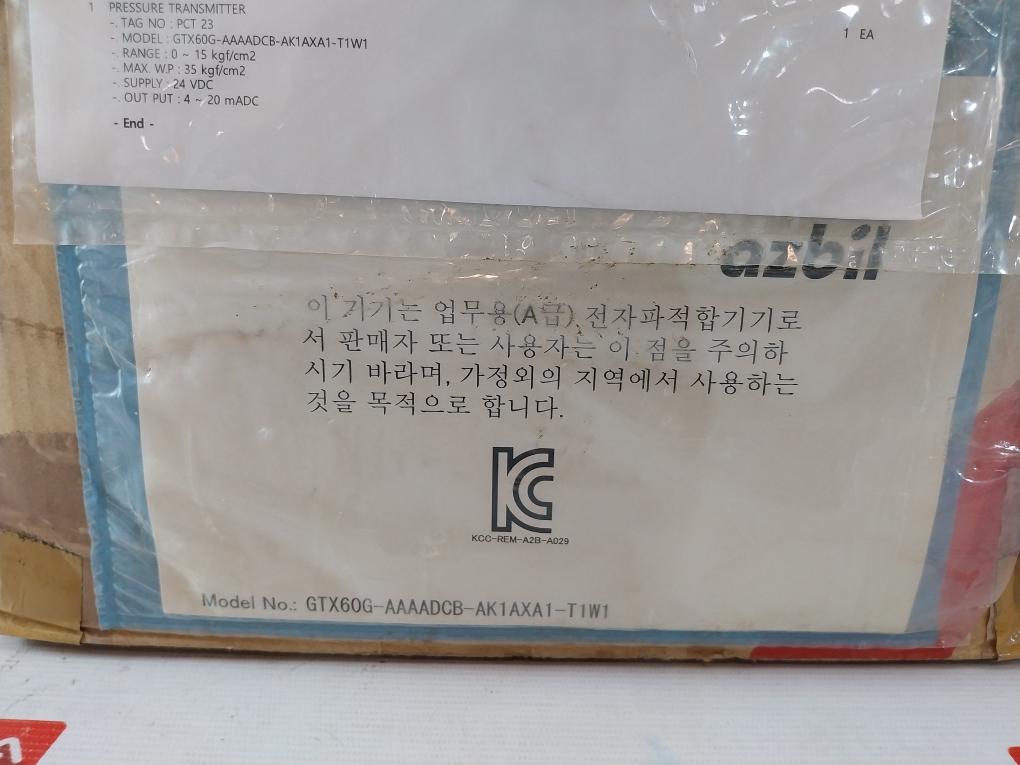 1 PRESSURE TRANSMITTER
1 EA
-. TAG NO : PCT 23
-. MODEL : GTX60G-AAAADCB-AK1AXA1-T1W1
-. RANGE : 0 ~ 15 kgf/cm2
-. MAX. W.P : 35 kgf/cm2
-. SUPPLY : 24 VDC
-. OUT PUT : 4 ~ 20 mADC
- End -
azbil
이 기기는 업무용(A급) 전자파적합기기로
서 판매자 또는 사용자는 이 점을 주의하
시기 바라며, 가정외의 지역에서 사용하는
것을 목적으로 합니다.
KC
KCC-REM-A2B-A029
Model No.: GTX60G-AAAADCB-AK1AXA1-T1W1